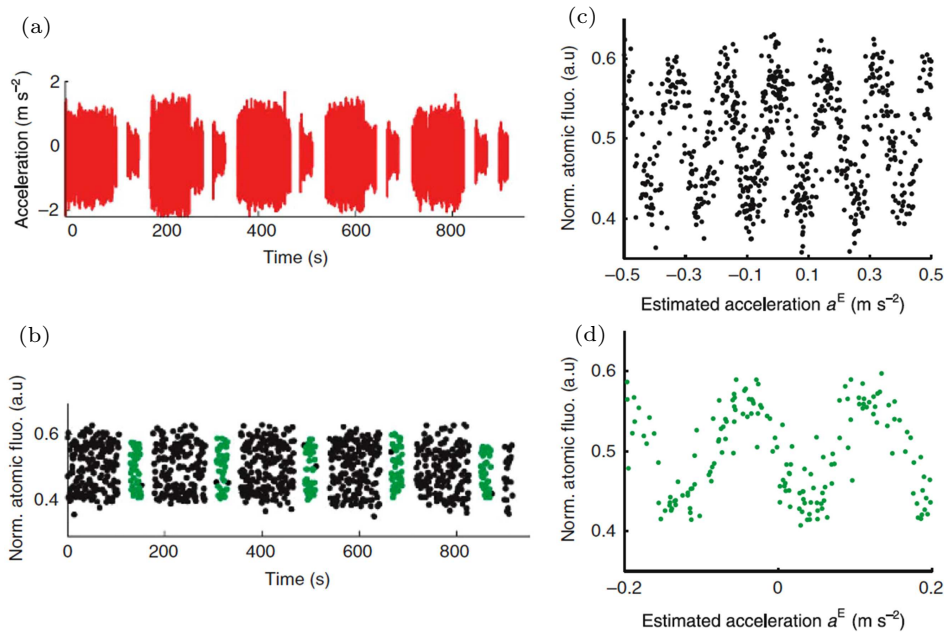 (a)
Acceleration (m s⁻²)
2
0
−2
0 200 400 600 800
Time (s)
(b)
Norm. atomic fluo. (a.u)
0.6
0.4
0 200 400 600 800
Time (s)
(c)
Norm. atomic fluo. (a.u)
0.6
0.5
0.4
−0.5 −0.3 −0.1 0.1 0.3 0.5
Estimated acceleration aᴱ (m s⁻²)
(d)
Norm. atomic fluo. (a.u)
0.6
0.5
0.4
−0.2 0 0.2
Estimated acceleration aᴱ (m s⁻²)